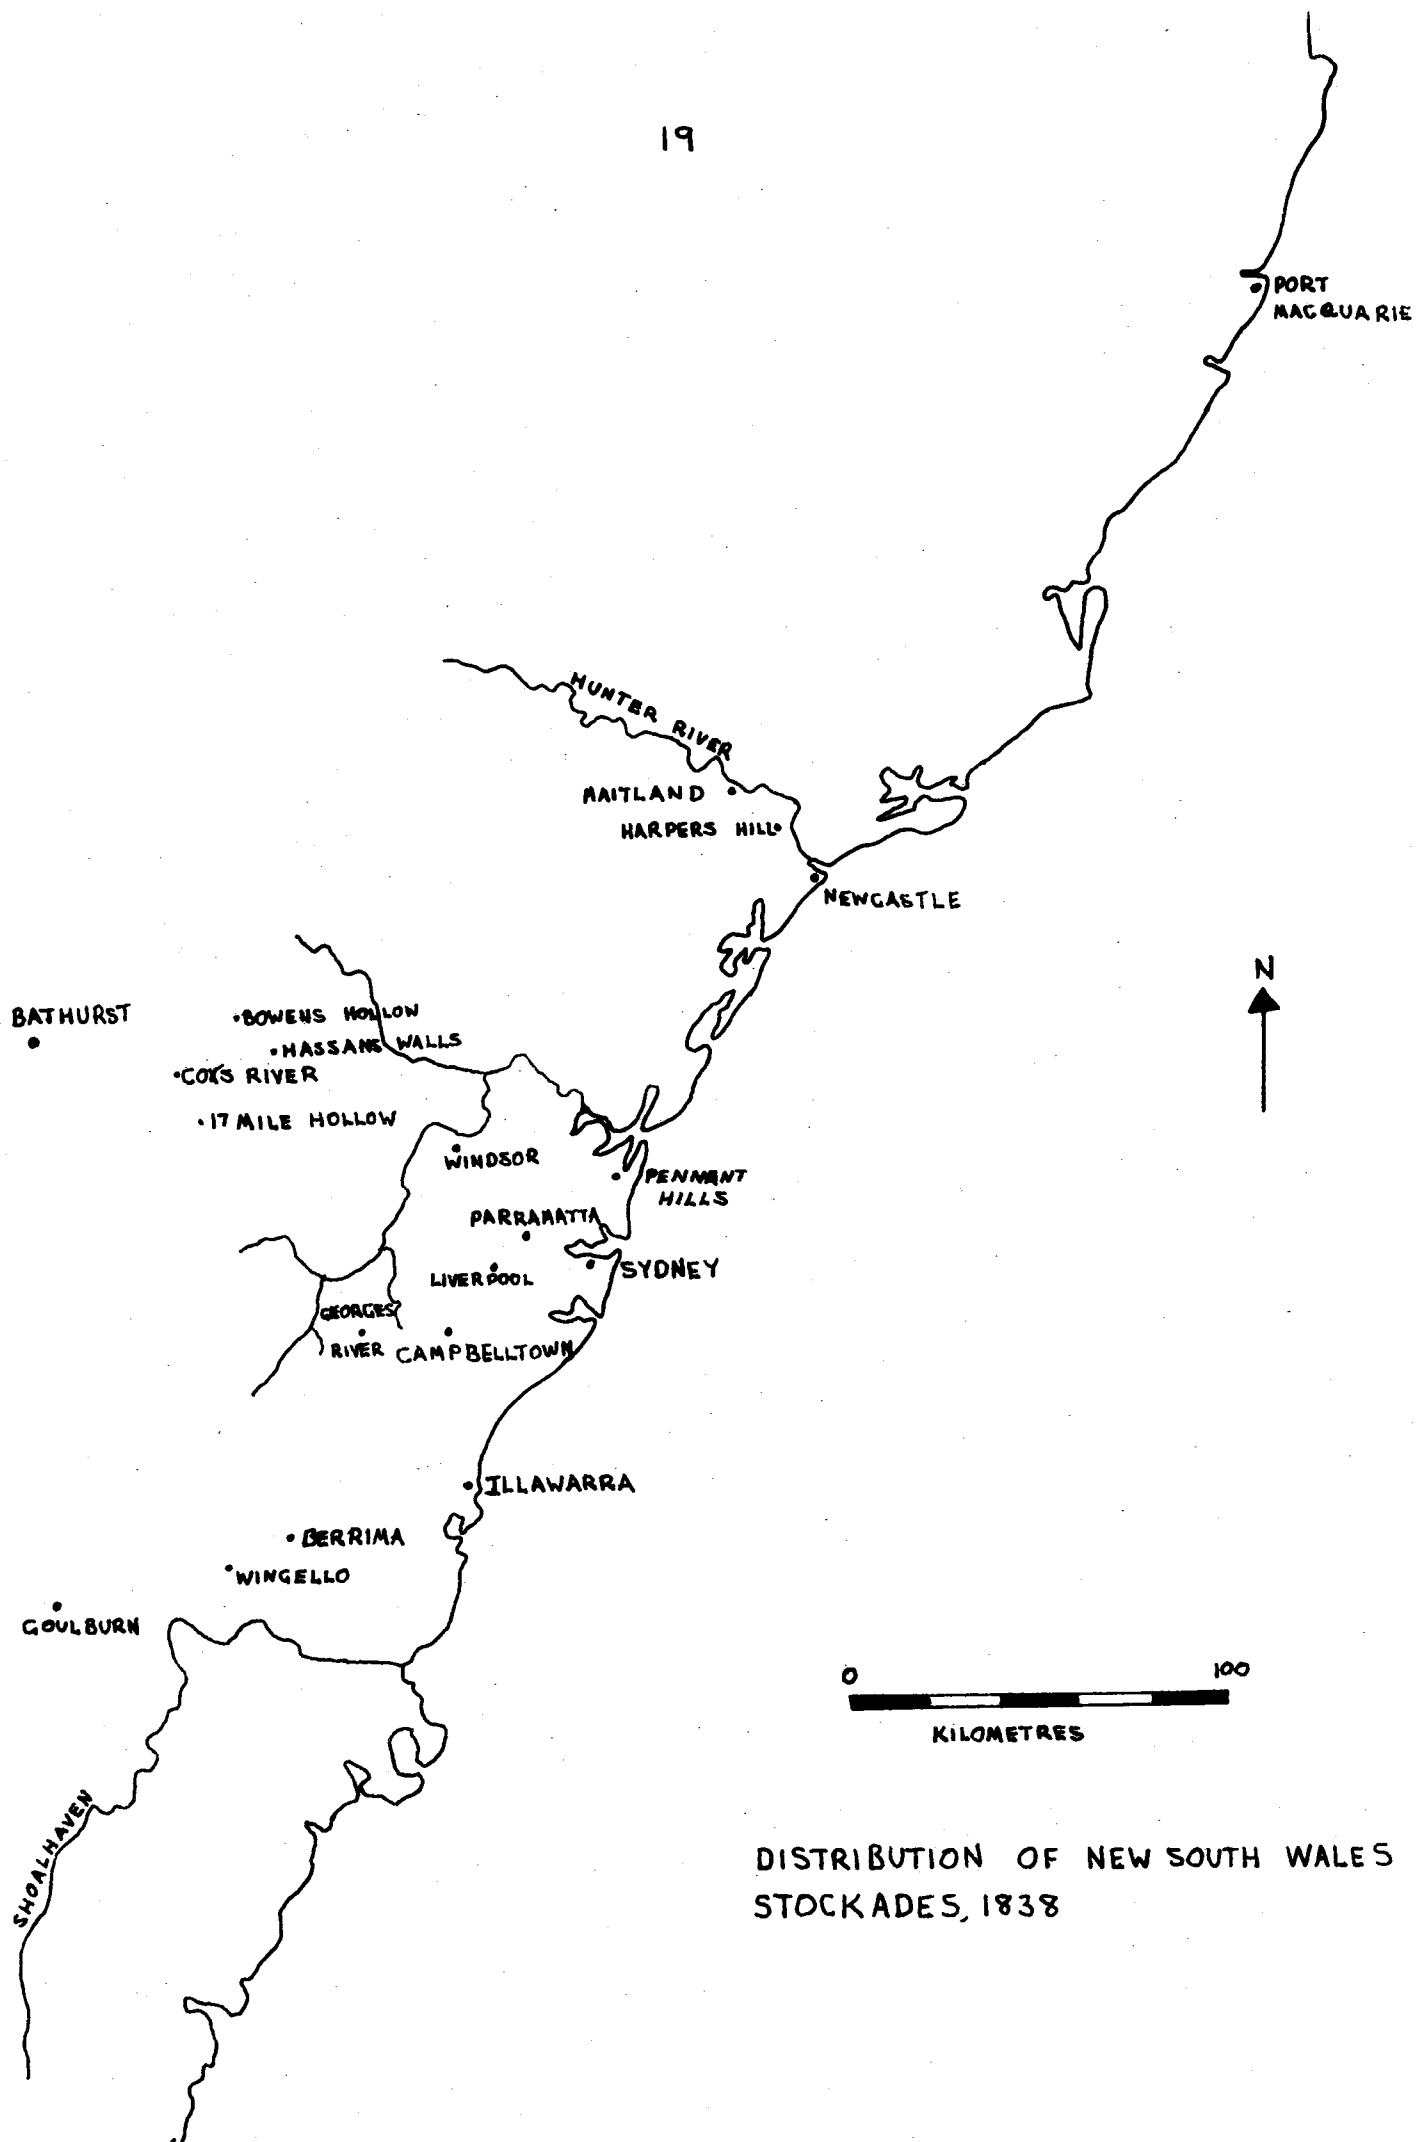 19
PORT
MACQUARIE
HUNTER RIVER
MAITLAND
HARPERS HILL
NEWCASTLE
N
BATHURST
BOWENS HOLLOW
HASSANS WALLS
COXS RIVER
17 MILE HOLLOW
WINDSOR
PENNANT
HILLS
PARRAMATTA
LIVERPOOL
SYDNEY
GEORGES
RIVER
CAMPBELLTOWN
ILLAWARRA
BERRIMA
WINGELLO
GOULBURN
0 100
KILOMETRES
SHOALHAVEN
DISTRIBUTION OF NEW SOUTH WALES
STOCKADES, 1838